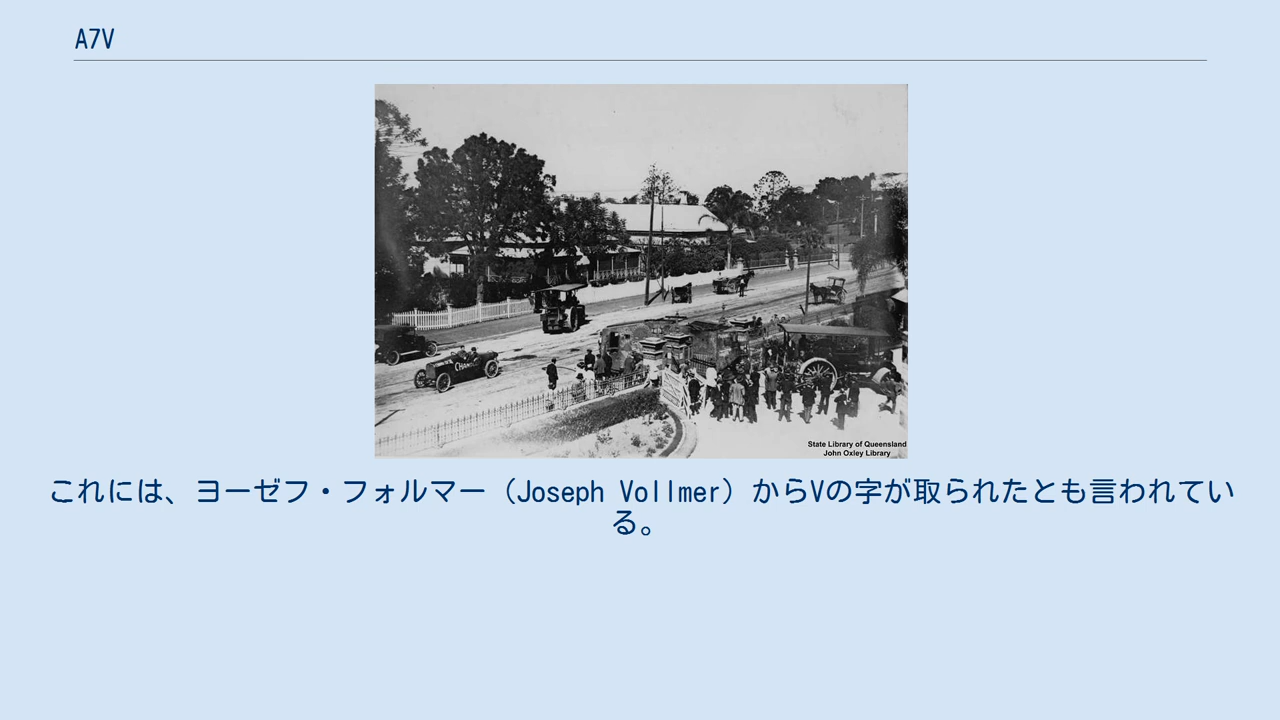 A7V
CHAN
State Library of Queensland
John Oxley Library
これには、ヨーゼフ・フォルマー（Joseph Vollmer）からVの字が取られたとも言われてい
る。